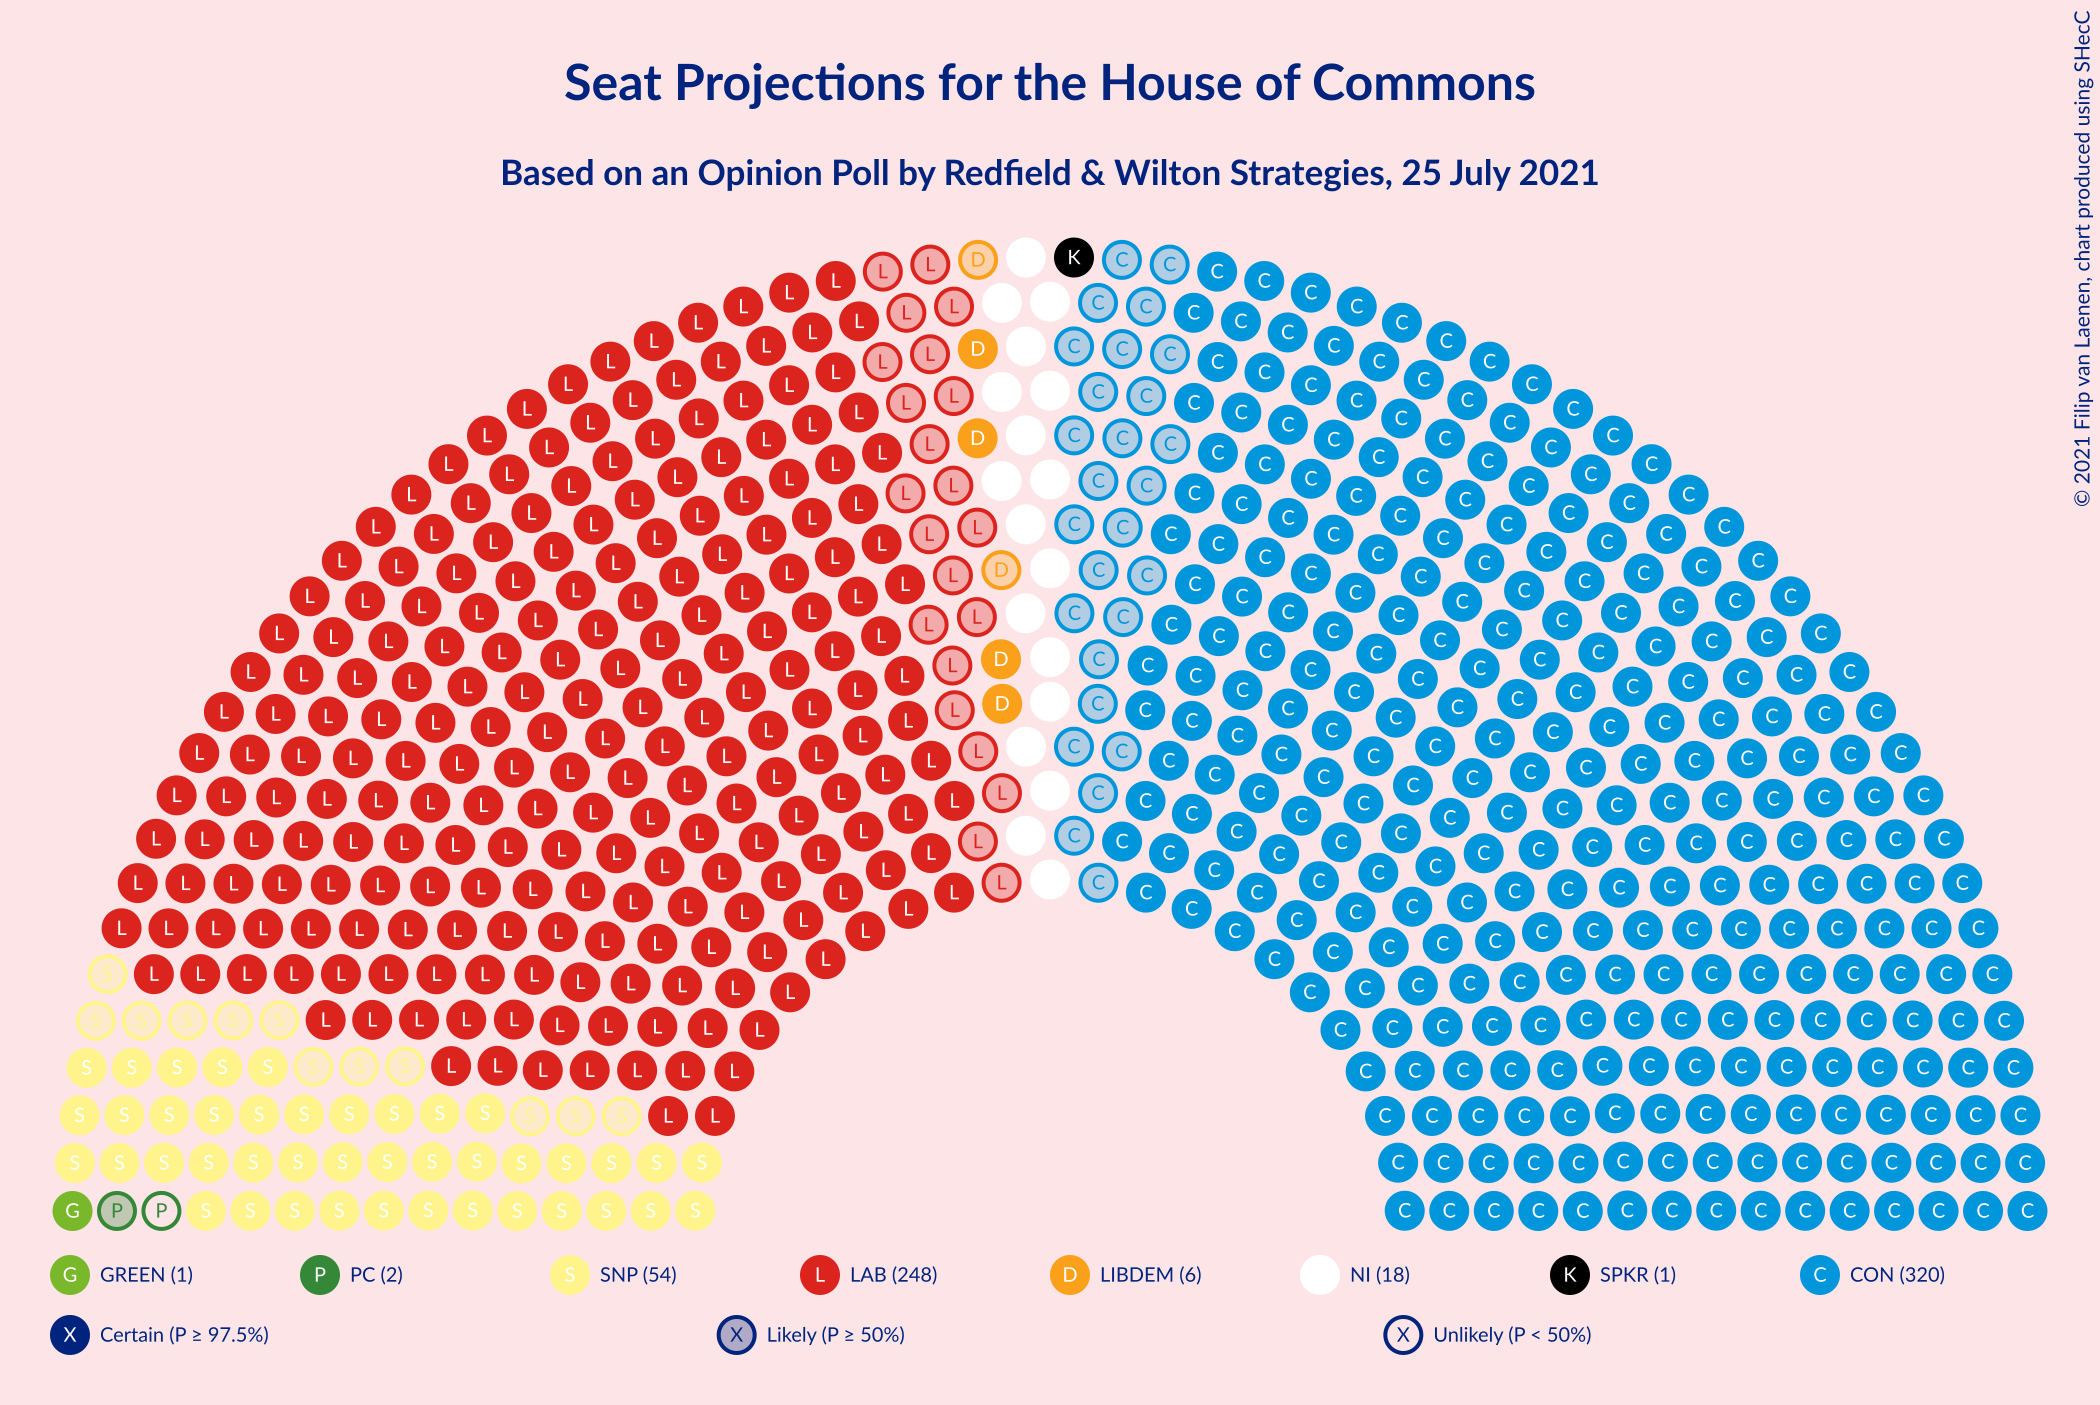 Seat Projections for the House of Commons
Based on an Opinion Poll by Redfield & Wilton Strategies, 25 July 2021
© 2021 Filip van Laenen, chart produced using SHecC
G GREEN (1) P PC (2) S SNP (54) L LAB (248) D LIBDEM (6) NI (18) K SPKR (1) C CON (320)
X Certain (P ≥ 97.5%) X Likely (P ≥ 50%) X Unlikely (P < 50%)